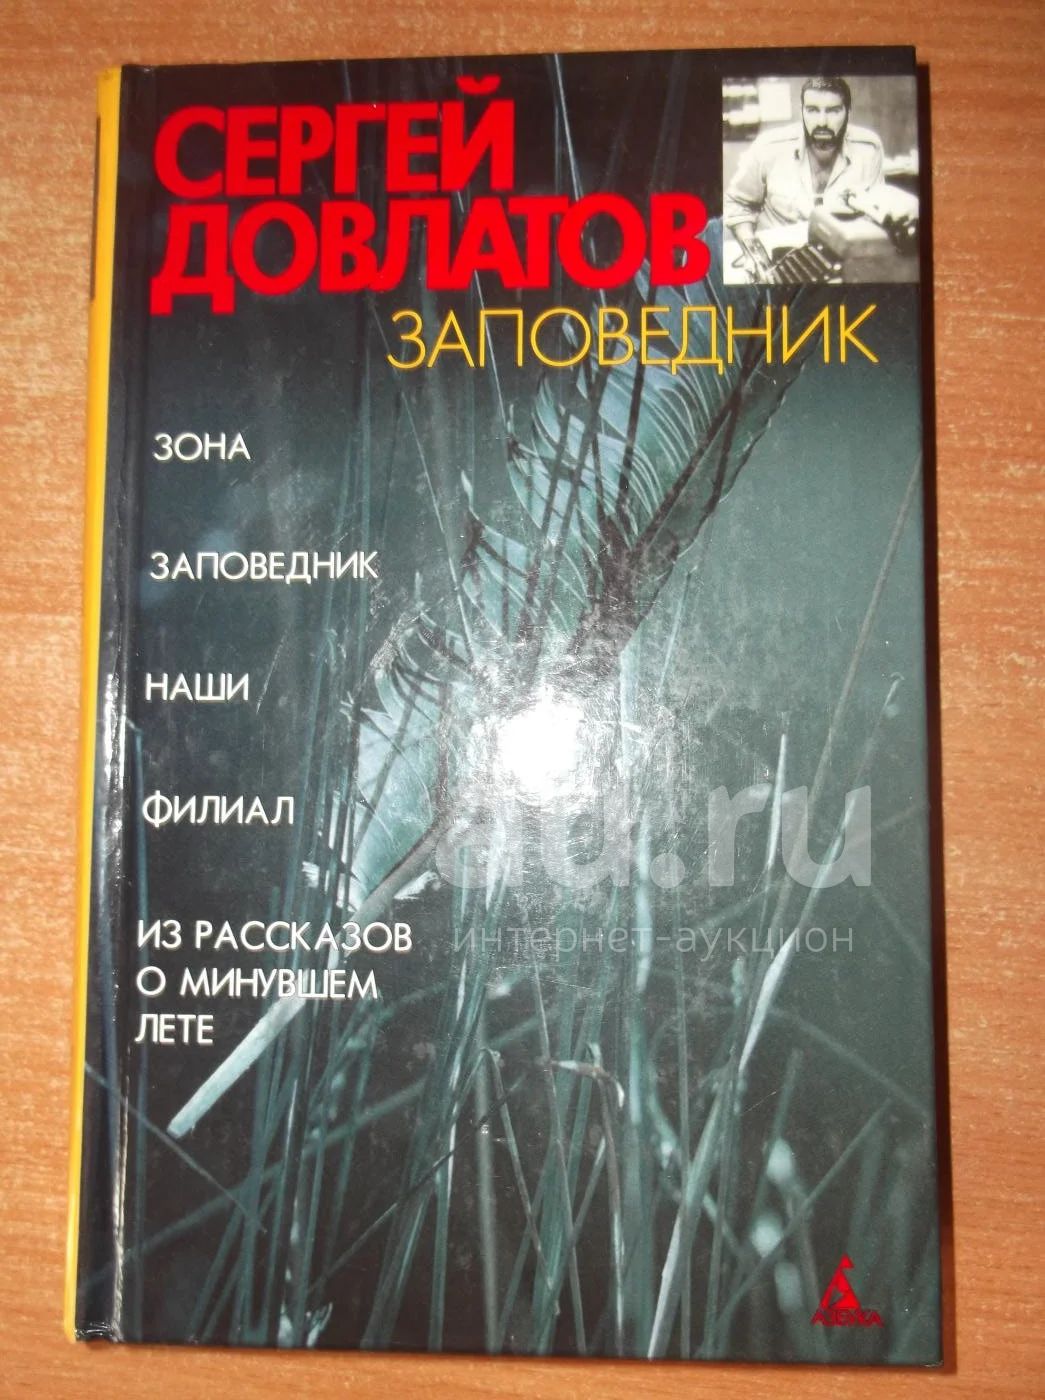 СЕРГЕЙ
ДОВЛАТОВ
ЗАПОВЕДНИК
ЗОНА
ЗАПОВЕДНИК
НАШИ
ФИЛИАЛ
ИЗ РАССКАЗОВ
О МИНУВШЕМ
ЛЕТЕ
au.ru
интернет-аукцион
АЗБУКА